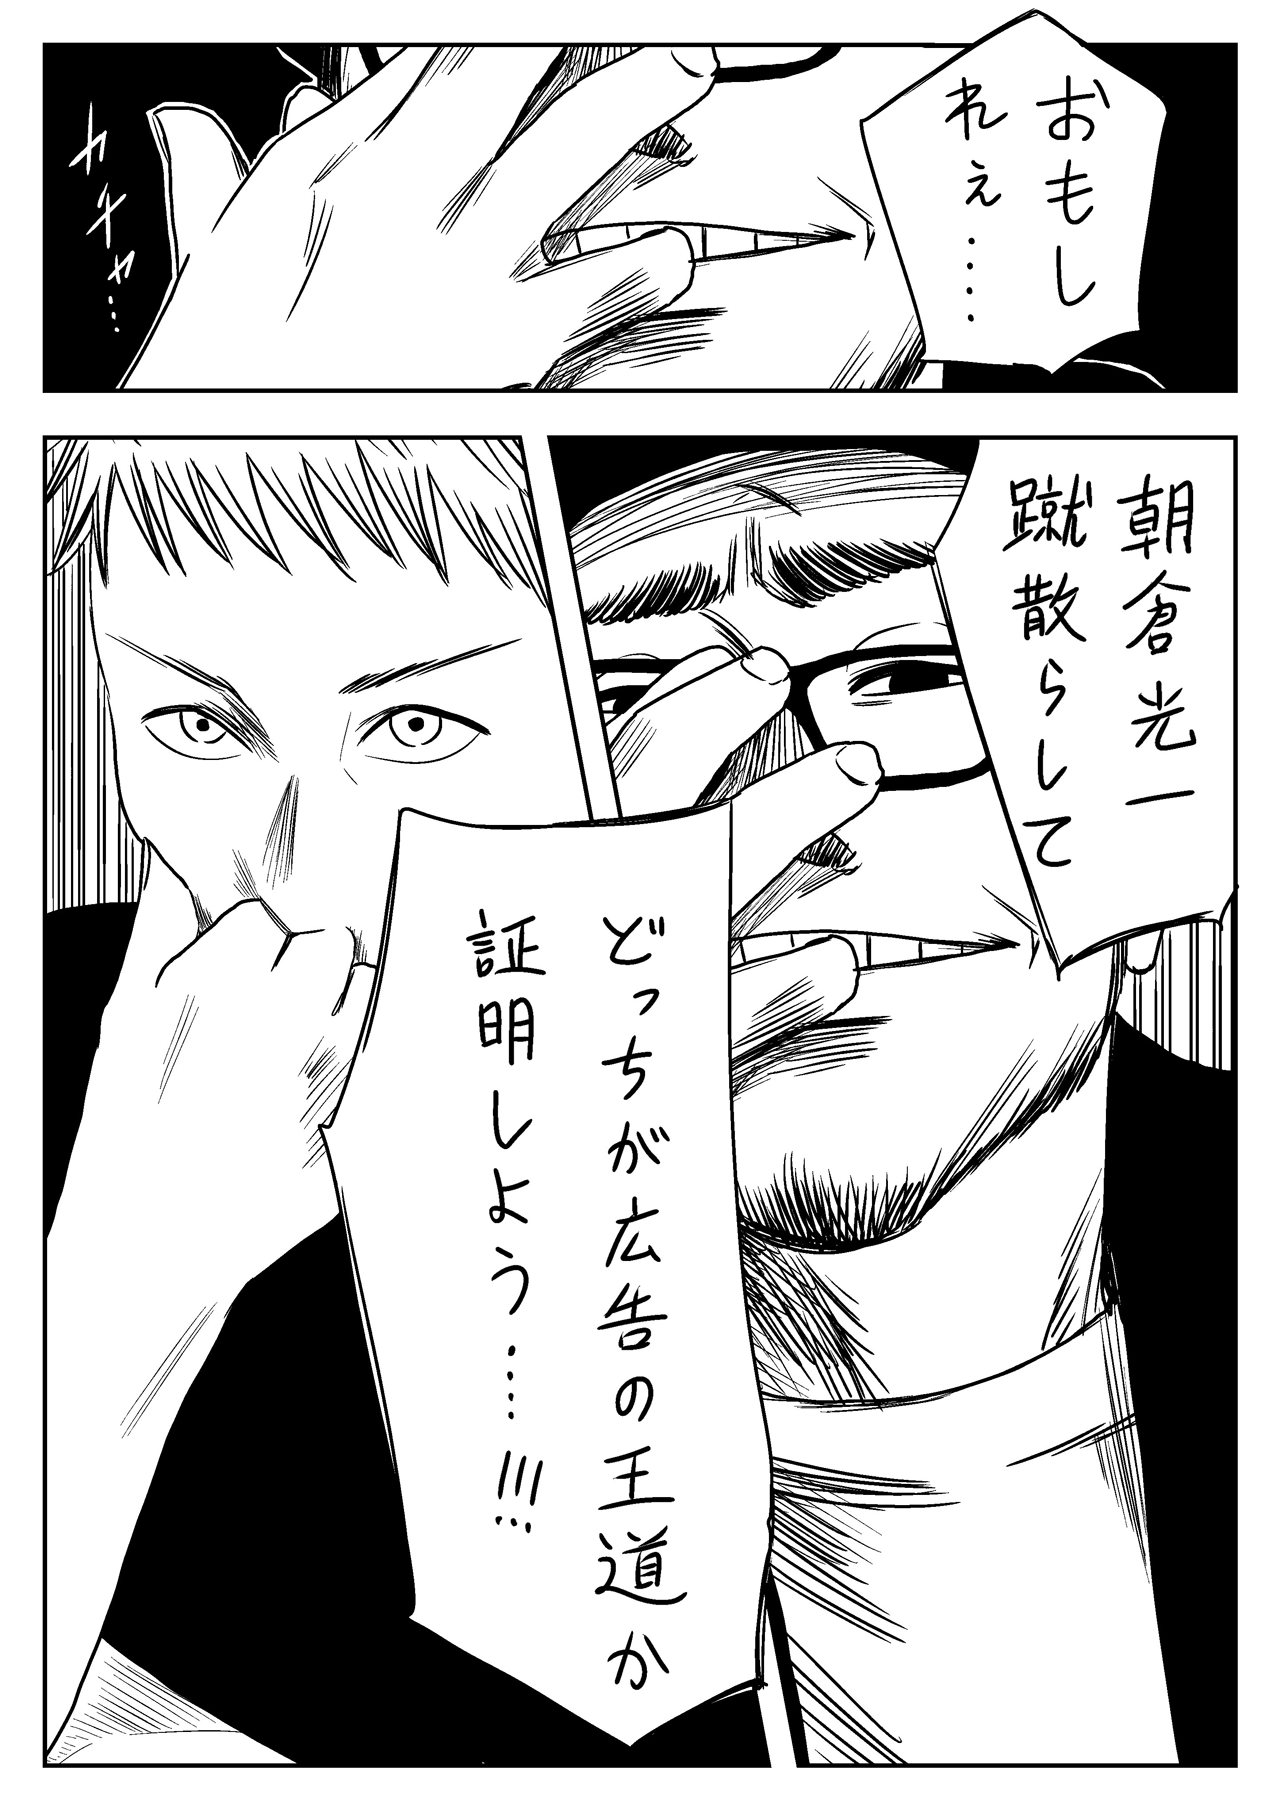 おもし
れぇ……
カチャ…
朝倉光一
蹴散らして
どっちが広告の王道か
証明しよう……!!!